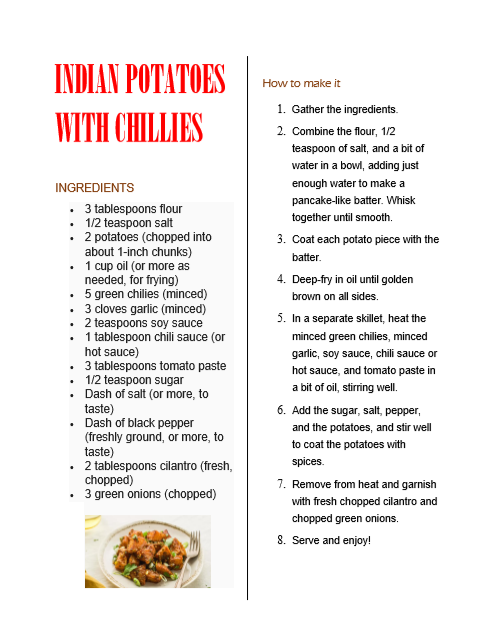 INDIAN POTATOES
WITH CHILLIES
INGREDIENTS
• 3 tablespoons flour
• 1/2 teaspoon salt
• 2 potatoes (chopped into
about 1-inch chunks)
• 1 cup oil (or more as
needed, for frying)
• 5 green chilies (minced)
• 3 cloves garlic (minced)
• 2 teaspoons soy sauce
• 1 tablespoon chili sauce (or
hot sauce)
• 3 tablespoons tomato paste
• 1/2 teaspoon sugar
• Dash of salt (or more, to
taste)
• Dash of black pepper
(freshly ground, or more, to
taste)
• 2 tablespoons cilantro (fresh,
chopped)
• 3 green onions (chopped)
How to make it
1. Gather the ingredients.
2. Combine the flour, 1/2
teaspoon of salt, and a bit of
water in a bowl, adding just
enough water to make a
pancake-like batter. Whisk
together until smooth.
3. Coat each potato piece with the
batter.
4. Deep-fry in oil until golden
brown on all sides.
5. In a separate skillet, heat the
minced green chilies, minced
garlic, soy sauce, chili sauce or
hot sauce, and tomato paste in
a bit of oil, stirring well.
6. Add the sugar, salt, pepper,
and the potatoes, and stir well
to coat the potatoes with
spices.
7. Remove from heat and garnish
with fresh chopped cilantro and
chopped green onions.
8. Serve and enjoy!